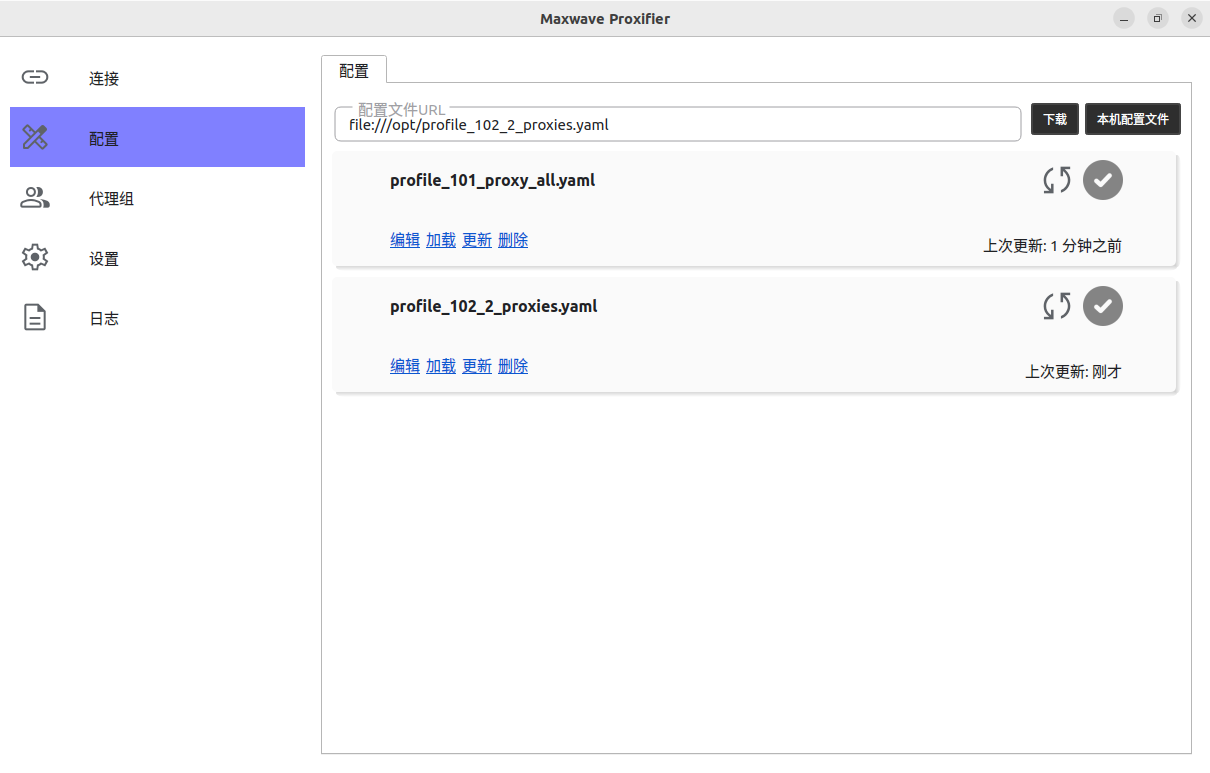 Maxwave Proxifier
连接
配置
代理组
设置
日志
配置
配置文件URL
file:///opt/profile_102_2_proxies.yaml
下载
本机配置文件
profile_101_proxy_all.yaml
编辑 加载 更新 删除
上次更新: 1 分钟之前
profile_102_2_proxies.yaml
编辑 加载 更新 删除
上次更新: 刚才